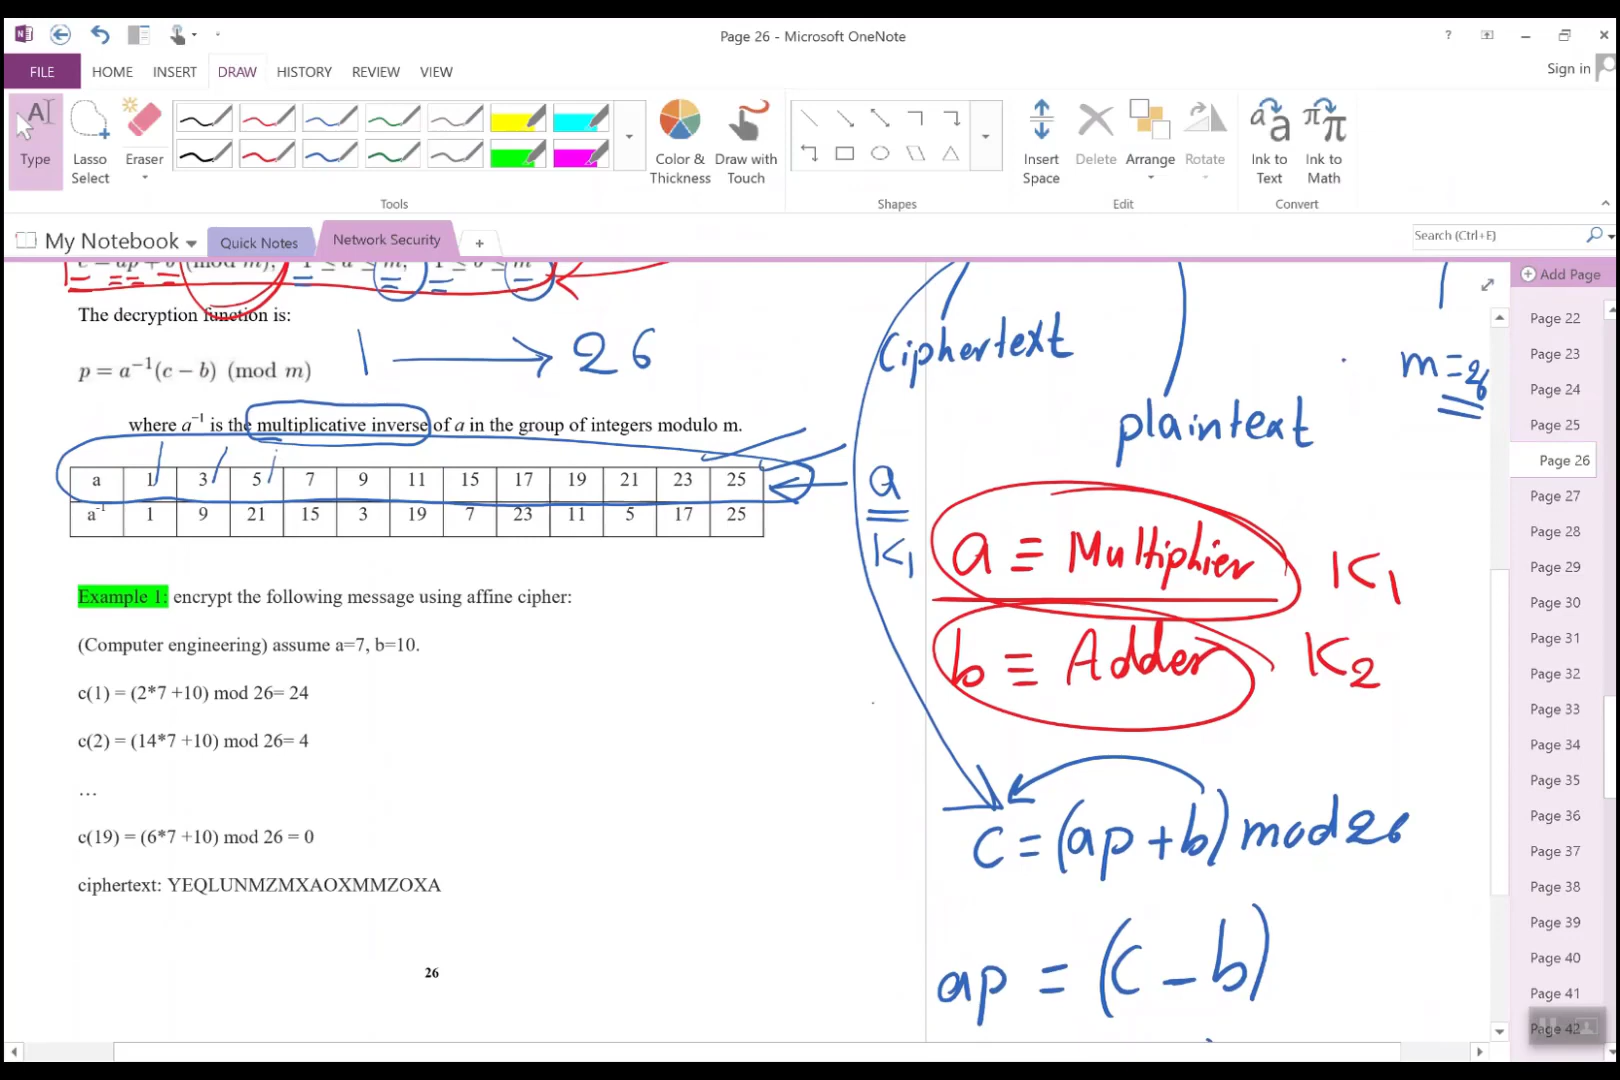 Page 26 - Microsoft OneNote
?
Sign in
FILE HOME INSERT DRAW HISTORY REVIEW VIEW
Type
Lasso Select
Eraser
Color & Thickness
Draw with Touch
Insert Space
Delete
Arrange
Rotate
Ink to Text
Ink to Math
Tools
Shapes
Edit
Convert
My Notebook
Quick Notes
Network Security
+
Search (Ctrl+E)
The decryption function is:
1 → 26
p = a⁻¹(c − b) (mod m)
where a⁻¹ is the multiplicative inverse of a in the group of integers modulo m.
a 1 3 5 7 9 11 15 17 19 21 23 25
a⁻¹ 1 9 21 15 3 19 7 23 11 5 17 25
Example 1: encrypt the following message using affine cipher:
(Computer engineering) assume a=7, b=10.
c(1) = (2*7 +10) mod 26= 24
c(2) = (14*7 +10) mod 26= 4
…
c(19) = (6*7 +10) mod 26 = 0
ciphertext: YEQLUNMZMXAOXMMZOXA
26
Ciphertext
plaintext
m=26
a
K1
a ≡ Multiplier K1
b ≡ Adder K2
C = (ap + b) mod 26
ap = (C − b)
Add Page
Page 22
Page 23
Page 24
Page 25
Page 26
Page 27
Page 28
Page 29
Page 30
Page 31
Page 32
Page 33
Page 34
Page 35
Page 36
Page 37
Page 38
Page 39
Page 40
Page 41
Page 42